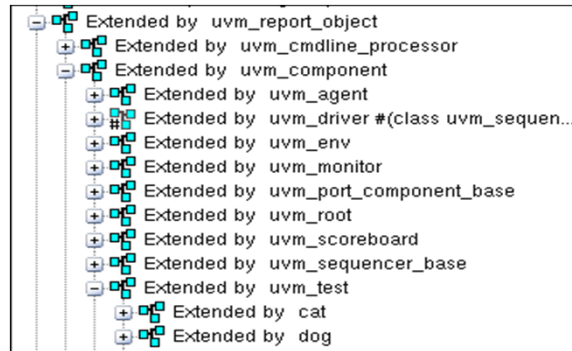 Extended by uvm_report_object
Extended by uvm_cmdline_processor
Extended by uvm_component
Extended by uvm_agent
# Extended by uvm_driver #(class uvm_sequen...
Extended by uvm_env
Extended by uvm_monitor
Extended by uvm_port_component_base
Extended by uvm_root
Extended by uvm_scoreboard
Extended by uvm_sequencer_base
Extended by uvm_test
Extended by cat
Extended by dog